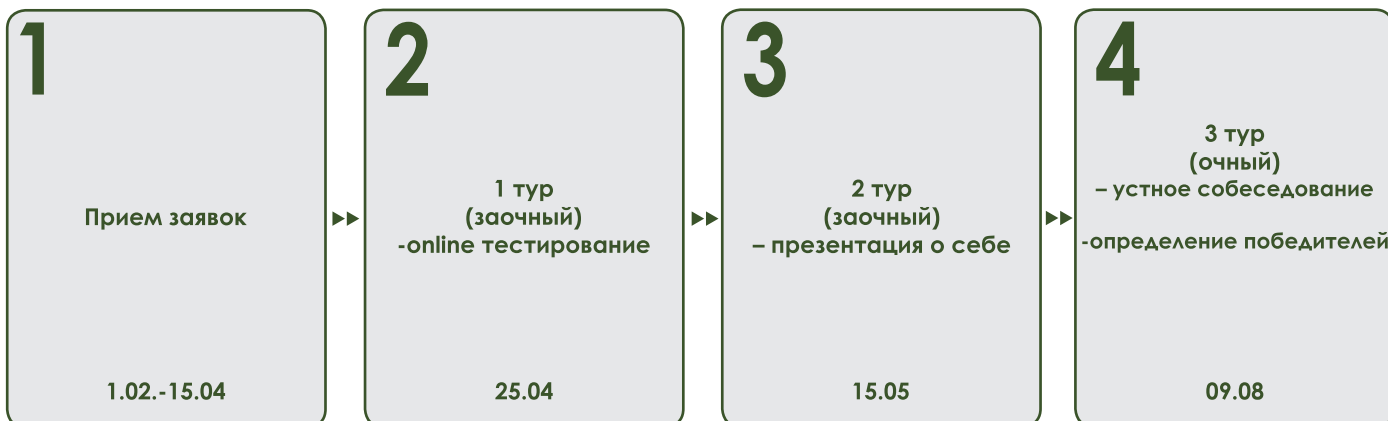 1
Прием заявок
1.02.-15.04
2
1 тур
(заочный)
-online тестирование
25.04
3
2 тур
(заочный)
– презентация о себе
15.05
4
3 тур
(очный)
– устное собеседование
-определение победителей
09.08